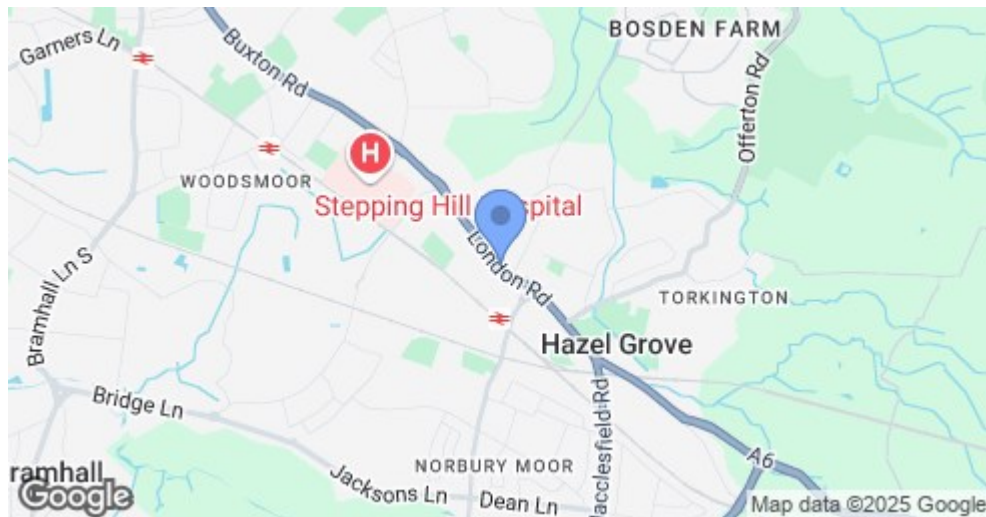 BOSDEN FARM
Garners Ln
Buxton Rd
Offerton Rd
H
WOODSMOOR
Stepping Hill spital
London Rd
Bramhall Ln S
TORKINGTON
Hazel Grove
Bridge Ln
Macclesfield Rd
NORBURY MOOR
A6
ramhall
Jacksons Ln
Dean Ln
Google
Map data ©2025 Google